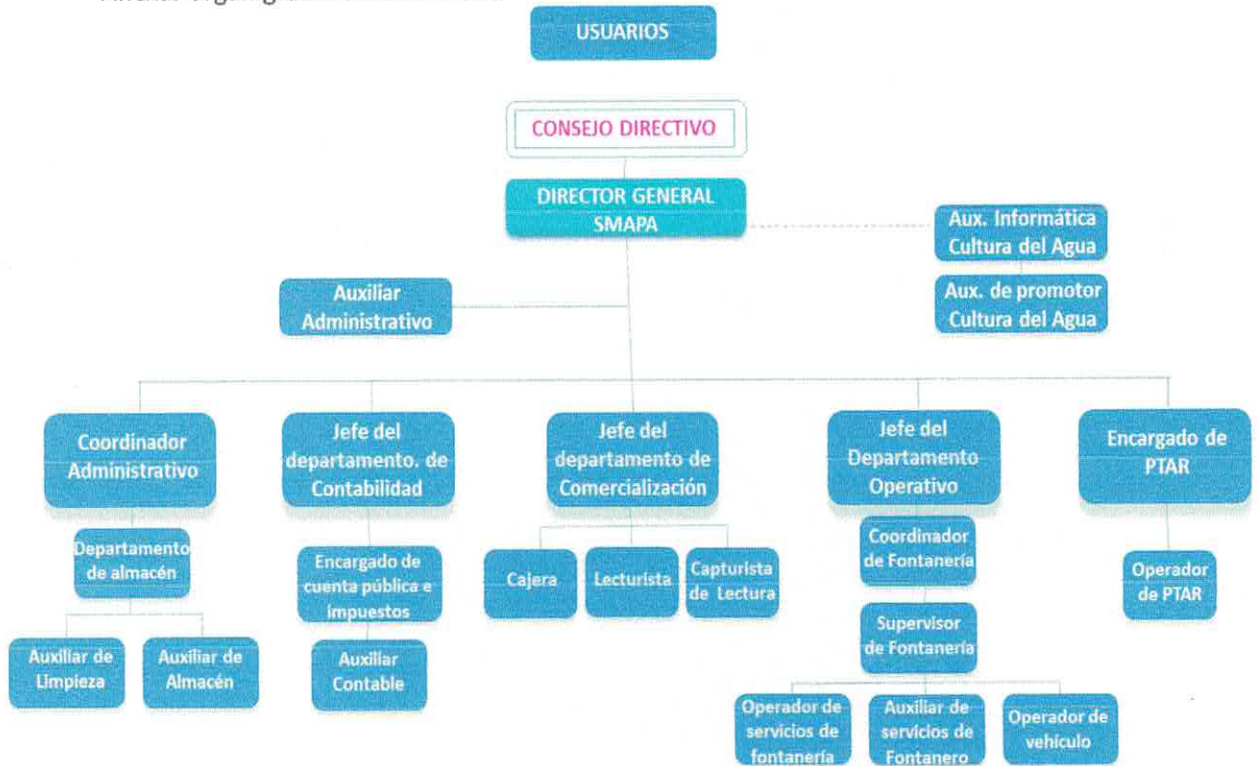 USUARIOS
CONSEJO DIRECTIVO
DIRECTOR GENERAL
SMAPA
Aux. Informática
Cultura del Agua
Aux. de promotor
Cultura del Agua
Auxiliar
Administrativo
Coordinador
Administrativo
Jefe del
departamento. de
Contabilidad
Jefe del
departamento de
Comercialización
Jefe del
Departamento
Operativo
Encargado de
PTAR
Departamento
de almacén
Encargado de
cuenta pública e
impuestos
Cajera
Lecturista
Capturista
de Lectura
Coordinador
de Fontanería
Operador
de PTAR
Supervisor
de Fontanería
Auxiliar de
Limpieza
Auxiliar de
Almacén
Auxiliar
Contable
Operador de
servicios de
fontanería
Auxiliar de
servicios de
Fontanero
Operador de
vehículo